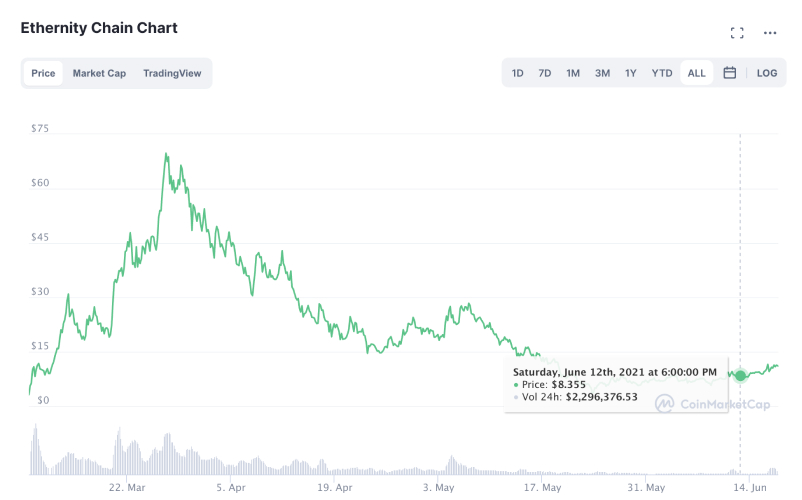 Ethernity Chain Chart
Price Market Cap TradingView
1D 7D 1M 3M 1Y YTD ALL LOG
$75
$60
$45
$30
$15
$0
Saturday, June 12th, 2021 at 6:00:00 PM
Price: $8.355
Vol 24h: $2,296,376.53
CoinMarketCap
22. Mar 5. Apr 19. Apr 3. May 17. May 31. May 14. Jun